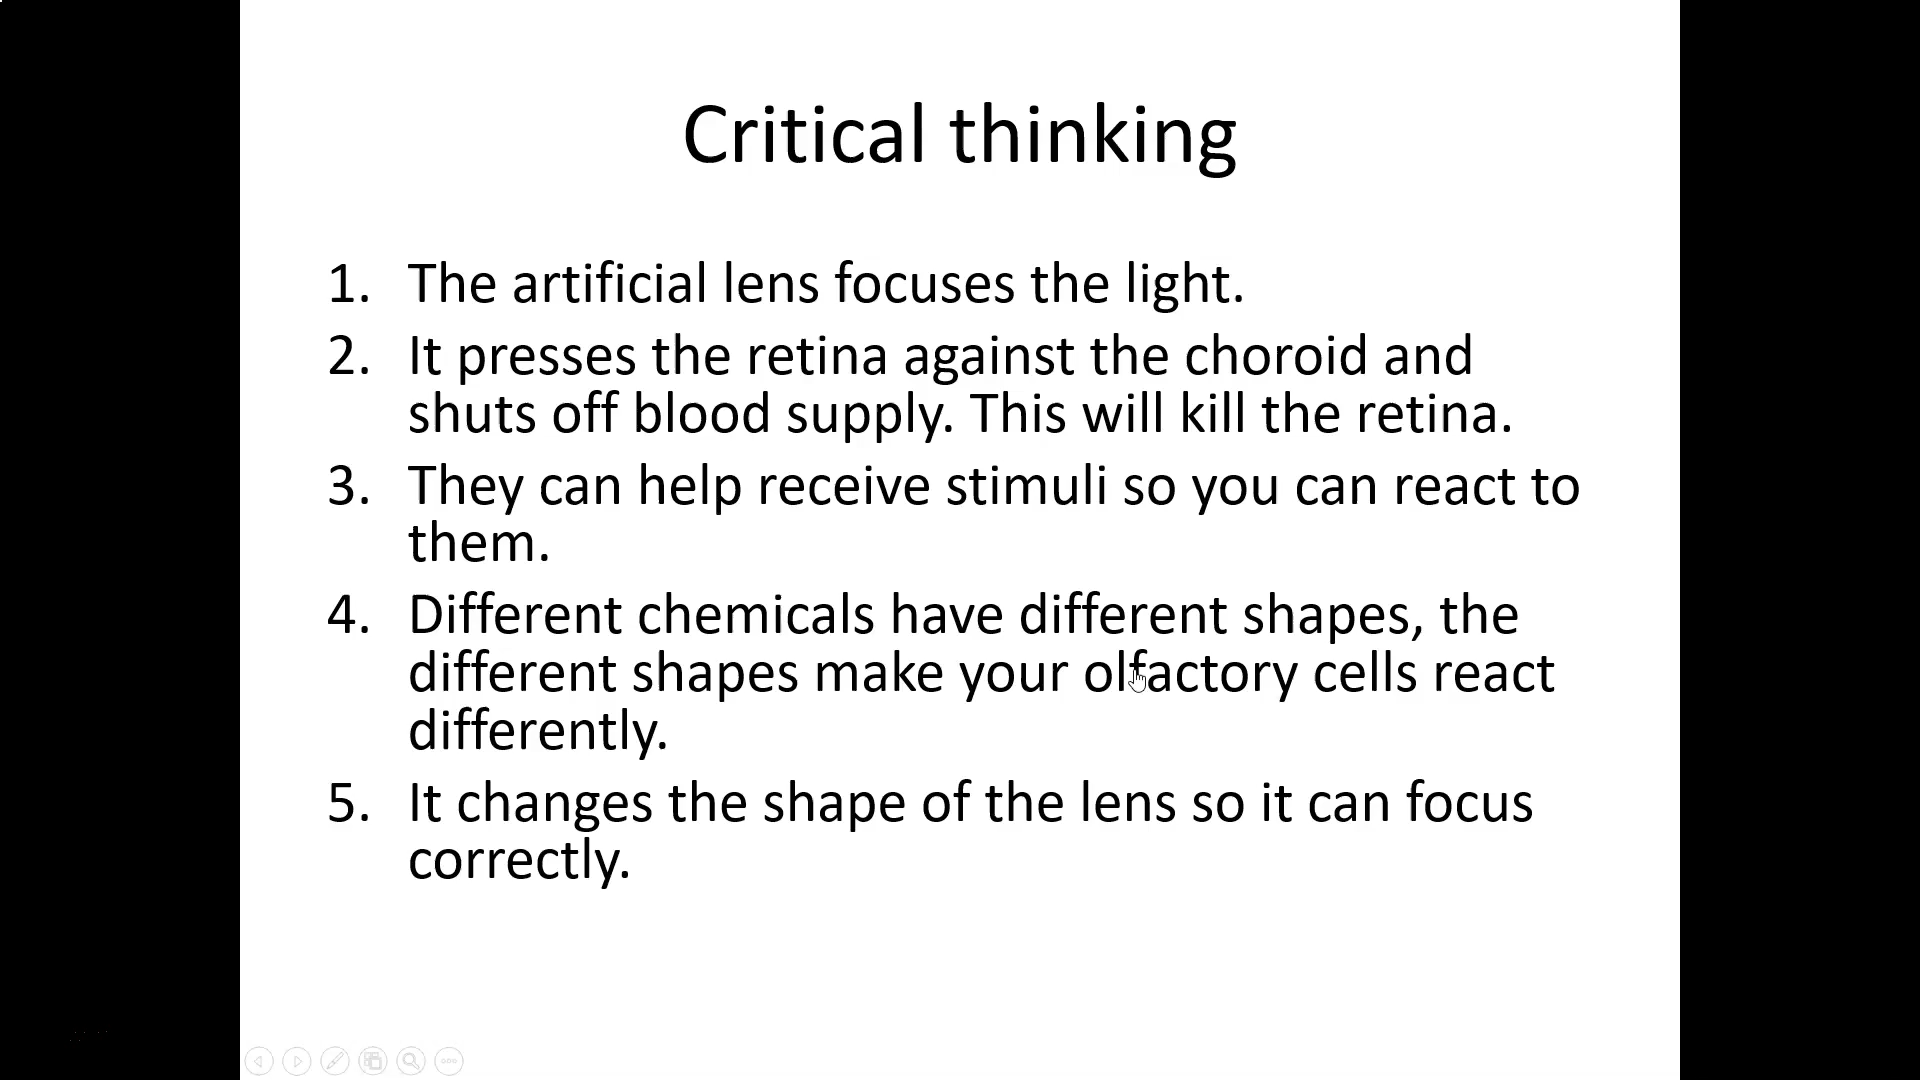 Critical thinking
1. The artificial lens focuses the light.
2. It presses the retina against the choroid and
shuts off blood supply. This will kill the retina.
3. They can help receive stimuli so you can react to
them.
4. Different chemicals have different shapes, the
different shapes make your olfactory cells react
differently.
5. It changes the shape of the lens so it can focus
correctly.